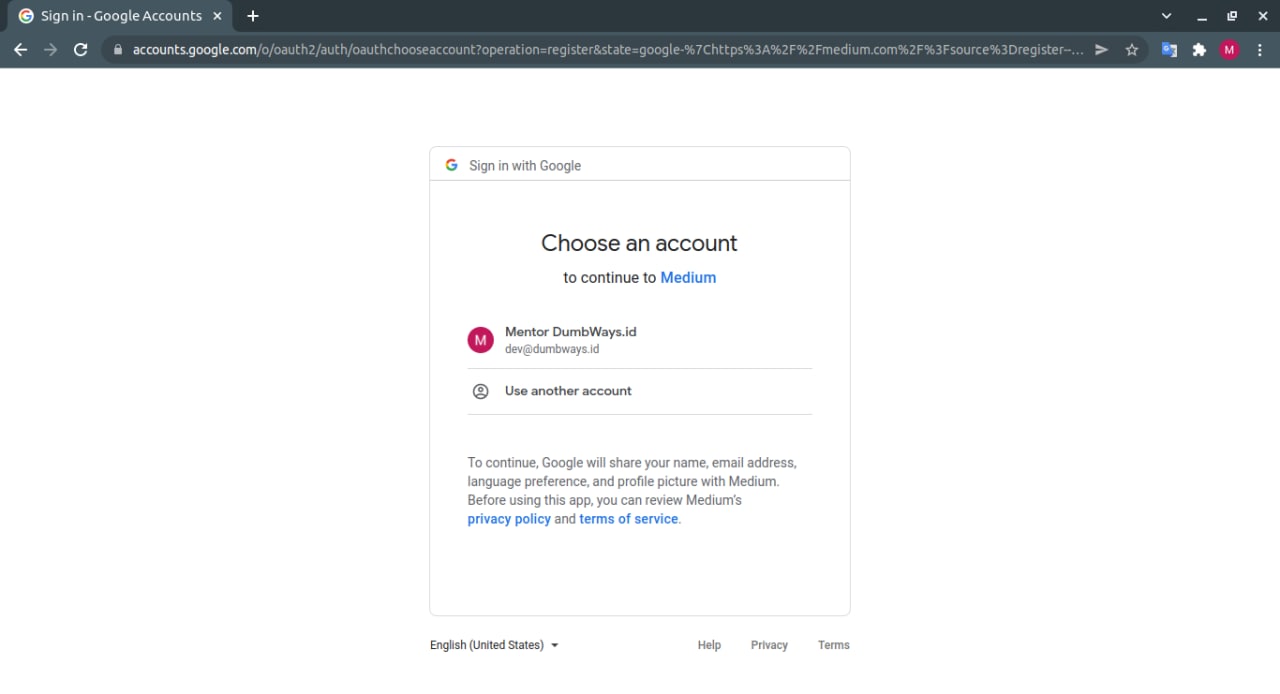 Sign in - Google Accounts
accounts.google.com/o/oauth2/auth/oauthchooseaccount?operation=register&state=google-%7Chttps%3A%2F%2Fmedium.com%2F%3Fsource%3Dregister--...
M
Sign in with Google
Choose an account
to continue to Medium
M
Mentor DumbWays.id
dev@dumbways.id
Use another account
To continue, Google will share your name, email address,
language preference, and profile picture with Medium.
Before using this app, you can review Medium's
privacy policy and terms of service.
English (United States)
Help
Privacy
Terms